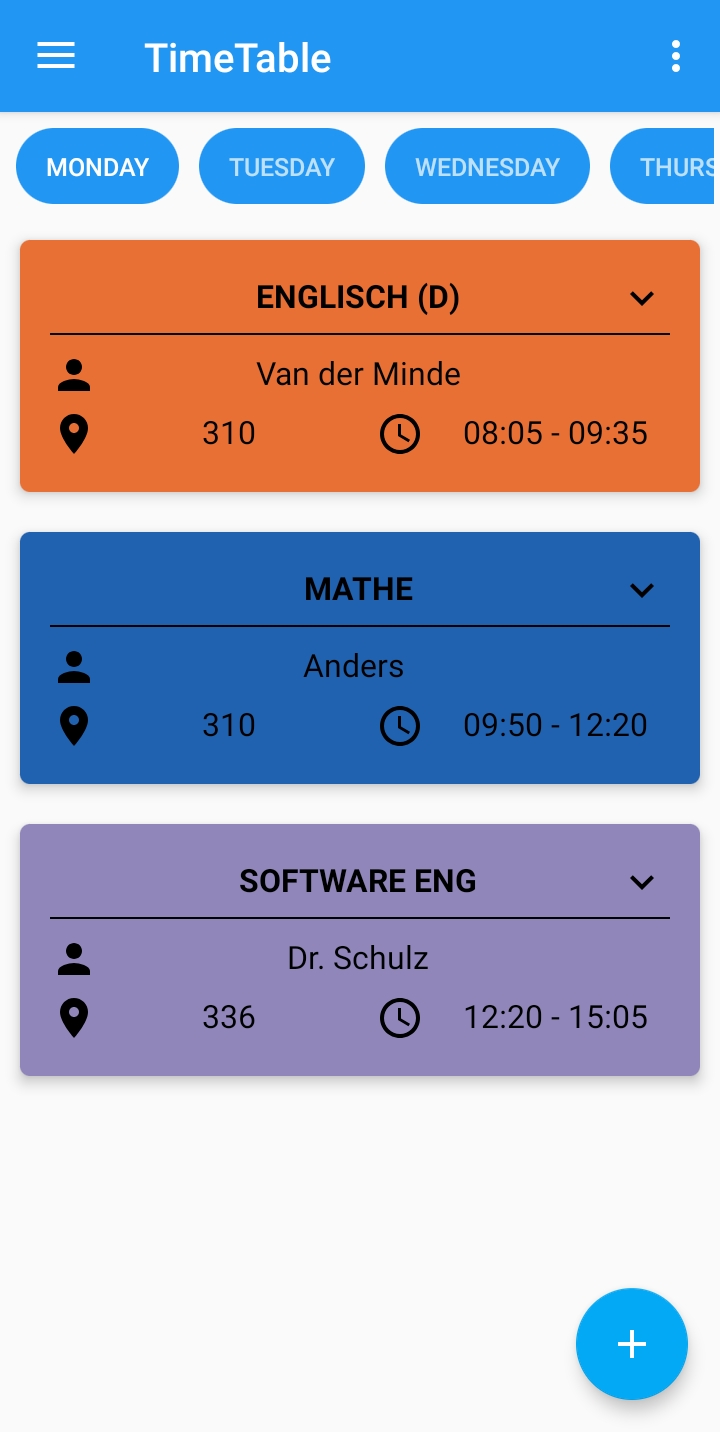 TimeTable
MONDAY TUESDAY WEDNESDAY THURS
ENGLISCH (D)
Van der Minde
310 08:05 - 09:35
MATHE
Anders
310 09:50 - 12:20
SOFTWARE ENG
Dr. Schulz
336 12:20 - 15:05